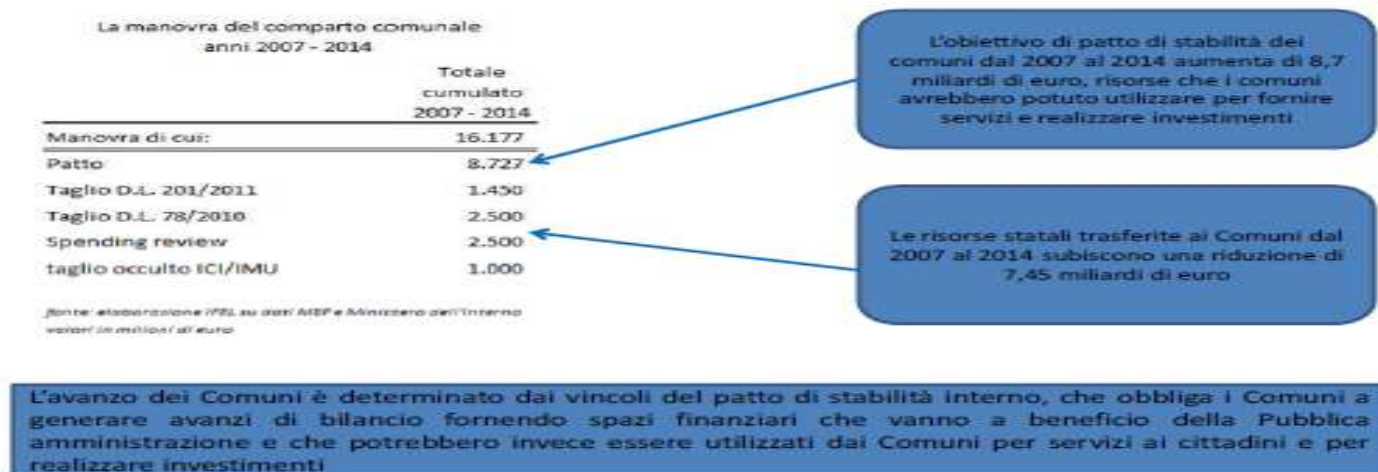 La manovra del comparto comunale
anni 2007 - 2014
Totale
cumulato
2007 - 2014
Manovra di cui: 16.177
Patto 8.727
Taglio D.L. 201/2011 1.450
Taglio D.L. 78/2010 2.500
Spending review 2.500
taglio occulto ICI/IMU 1.000
fonte: elaborazione IFEL su dati MEF e Ministero dell'Interno
valori in milioni di euro
L'obiettivo di patto di stabilità dei
comuni dal 2007 al 2014 aumenta di 8,7
miliardi di euro, risorse che i comuni
avrebbero potuto utilizzare per fornire
servizi e realizzare investimenti
Le risorse statali trasferite ai Comuni dal
2007 al 2014 subiscono una riduzione di
7,45 miliardi di euro
L'avanzo dei Comuni è determinato dai vincoli del patto di stabilità interno, che obbliga i Comuni a
generare avanzi di bilancio fornendo spazi finanziari che vanno a beneficio della Pubblica
amministrazione e che potrebbero invece essere utilizzati dai Comuni per servizi ai cittadini e per
realizzare investimenti